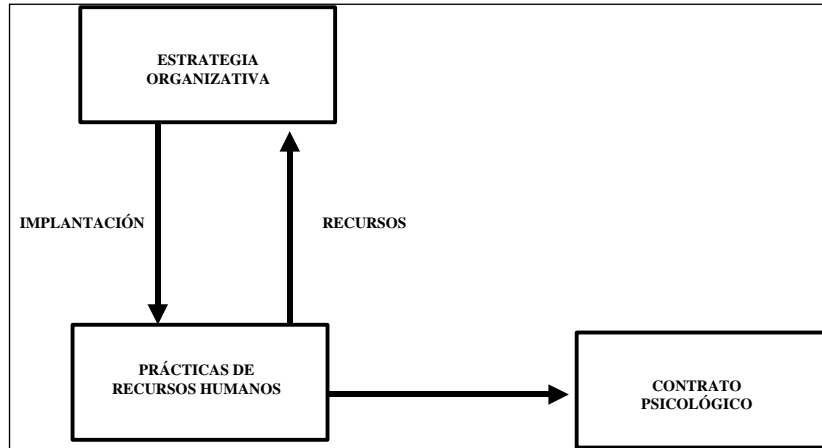 ESTRATEGIA
ORGANIZATIVA
IMPLANTACIÓN
RECURSOS
PRÁCTICAS DE
RECURSOS HUMANOS
CONTRATO
PSICOLÓGICO